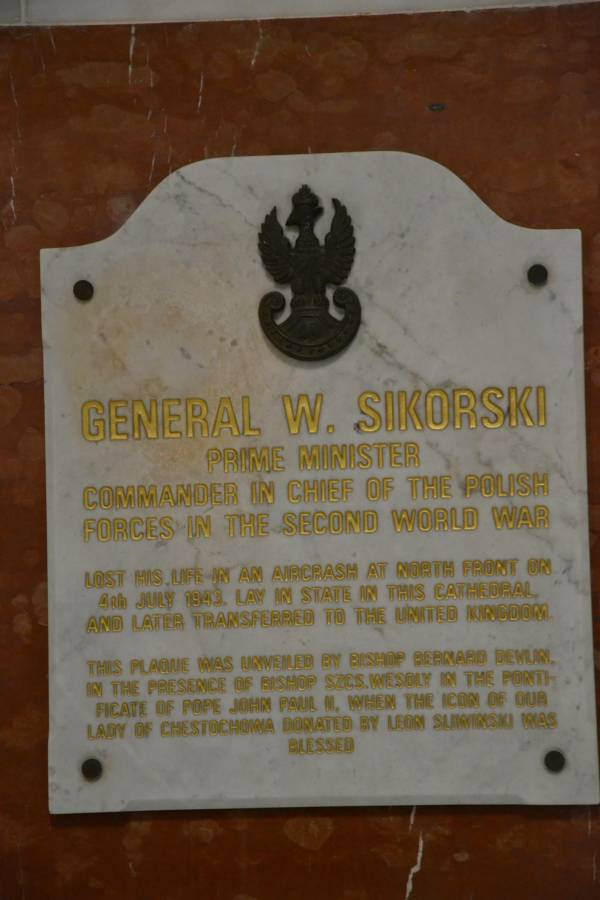 GENERAL W. SIKORSKI
PRIME MINISTER
COMMANDER IN CHIEF OF THE POLISH
FORCES IN THE SECOND WORLD WAR
LOST HIS LIFE IN AN AIRCRASH AT NORTH FRONT ON
4th JULY 1943. LAY IN STATE IN THIS CATHEDRAL,
AND LATER TRANSFERRED TO THE UNITED KINGDOM.
THIS PLAQUE WAS UNVEILED BY BISHOP BERNARD DEVLIN,
IN THE PRESENCE OF BISHOP SZCS.WESOLY IN THE PONTI-
FICATE OF POPE JOHN PAUL II, WHEN THE ICON OF OUR
LADY OF CHESTOCHOWA DONATED BY LEON SLIWINSKI WAS
BLESSED